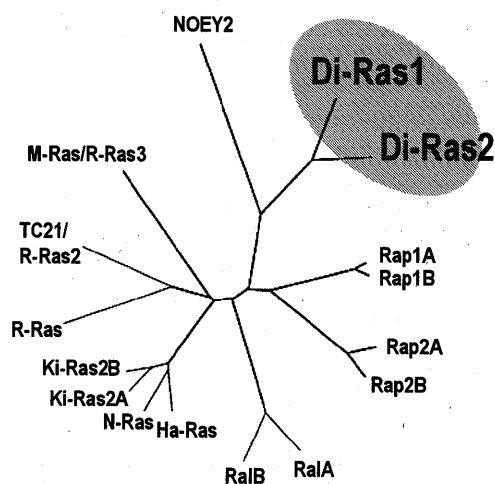 NOEY2
Di-Ras1
Di-Ras2
M-Ras/R-Ras3
TC21/
R-Ras2
Rap1A
Rap1B
R-Ras
Rap2A
Ki-Ras2B
Rap2B
Ki-Ras2A
N-Ras
Ha-Ras
RalB
RalA